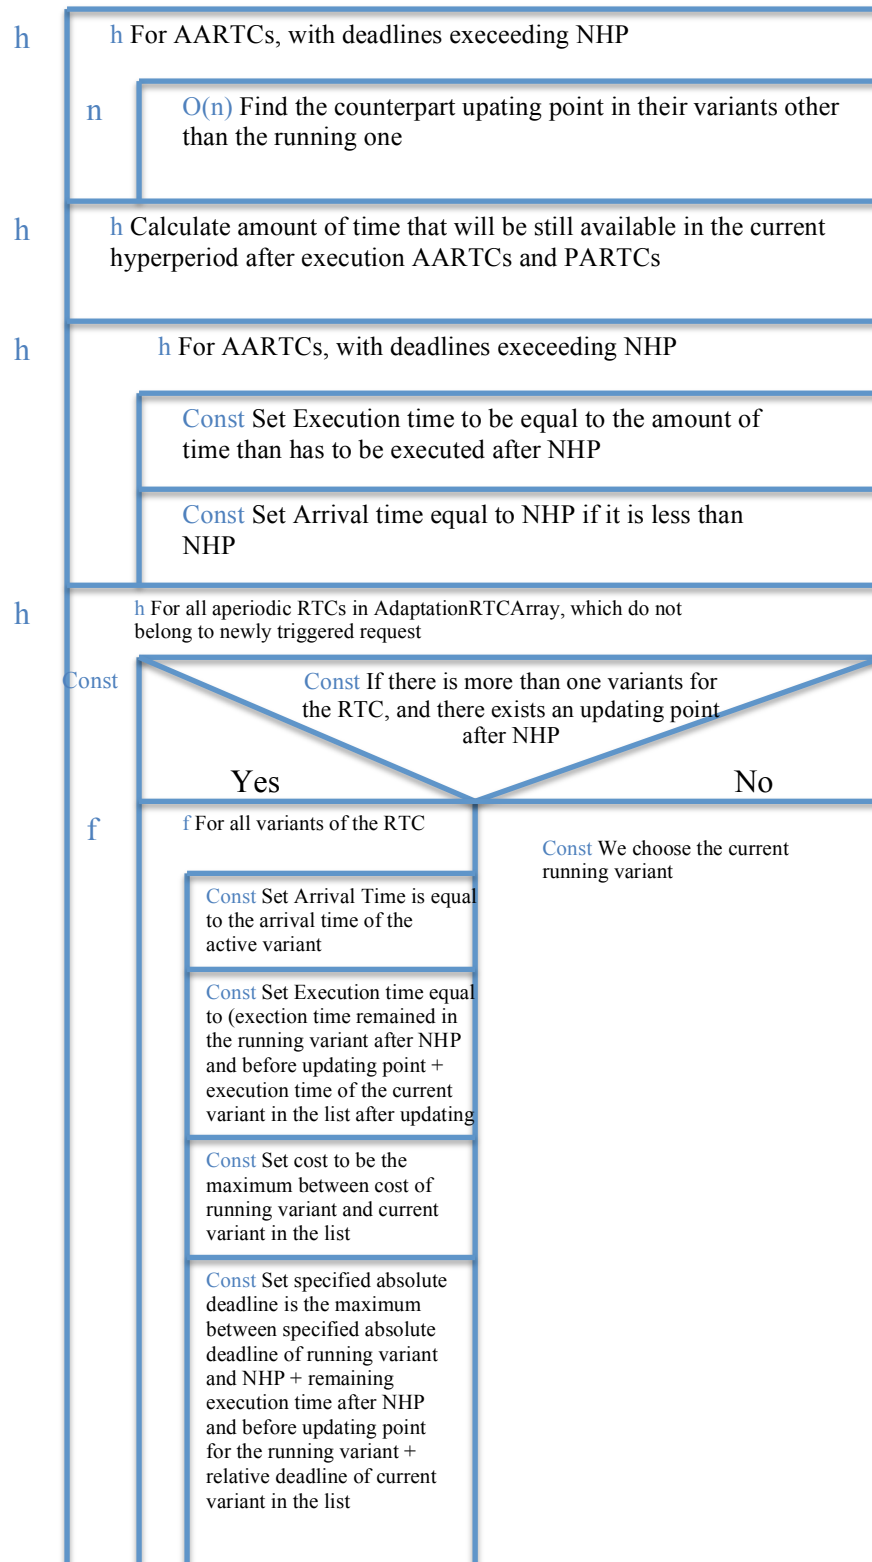 h
h For AARTCs, with deadlines execeeding NHP
n
O(n) Find the counterpart upating point in their variants other
than the running one
h
h Calculate amount of time that will be still available in the current
hyperperiod after execution AARTCs and PARTCs
h
h For AARTCs, with deadlines execeeding NHP
Const Set Execution time to be equal to the amount of
time than has to be executed after NHP
Const Set Arrival time equal to NHP if it is less than
NHP
h
h For all aperiodic RTCs in AdaptationRTCArray, which do not
belong to newly triggered request
Const
Const If there is more than one variants for
the RTC, and there exists an updating point
after NHP
Yes
No
f
f For all variants of the RTC
Const We choose the current
running variant
Const Set Arrival Time is equal
to the arrival time of the
active variant
Const Set Execution time equal
to (exection time remained in
the running variant after NHP
and before updating point +
execution time of the current
variant in the list after updating
Const Set cost to be the
maximum between cost of
running variant and current
variant in the list
Const Set specified absolute
deadline is the maximum
between specified absolute
deadline of running variant
and NHP + remaining
execution time after NHP
and before updating point
for the running variant +
relative deadline of current
variant in the list